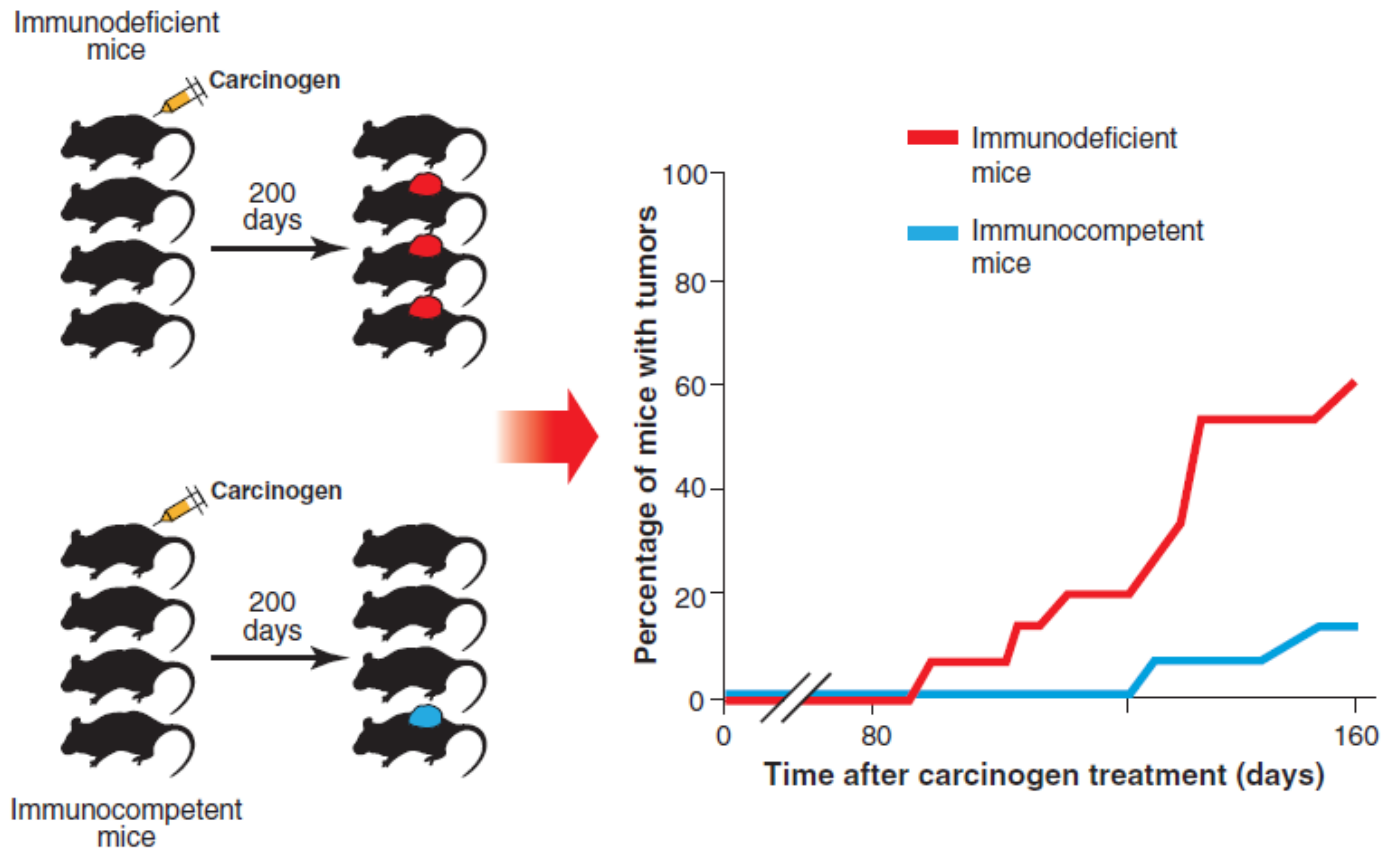 Immunodeficient
mice
Carcinogen
200
days
Carcinogen
200
days
Immunocompetent
mice
Immunodeficient
mice
Immunocompetent
mice
Percentage of mice with tumors
100
80
60
40
20
0
0
80
160
Time after carcinogen treatment (days)